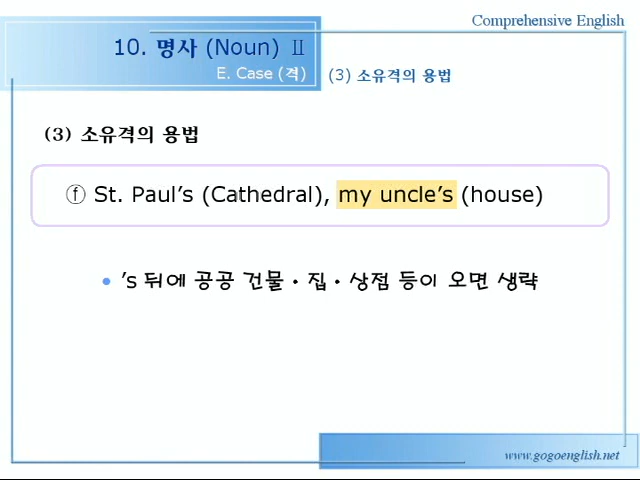 Comprehensive English
10. 명사 (Noun) Ⅱ
E. Case (격)
(3) 소유격의 용법
(3) 소유격의 용법
ⓕ St. Paul’s (Cathedral), my uncle’s (house)
• ’s 뒤에 공공 건물·집·상점 등이 오면 생략
www.gogoenglish.net